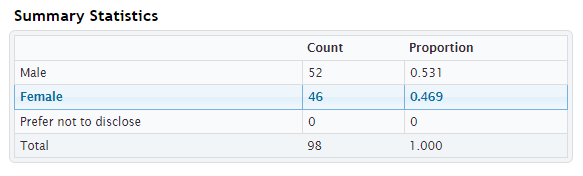 Summary Statistics
Count Proportion
Male 52 0.531
Female 46 0.469
Prefer not to disclose 0 0
Total 98 1.000